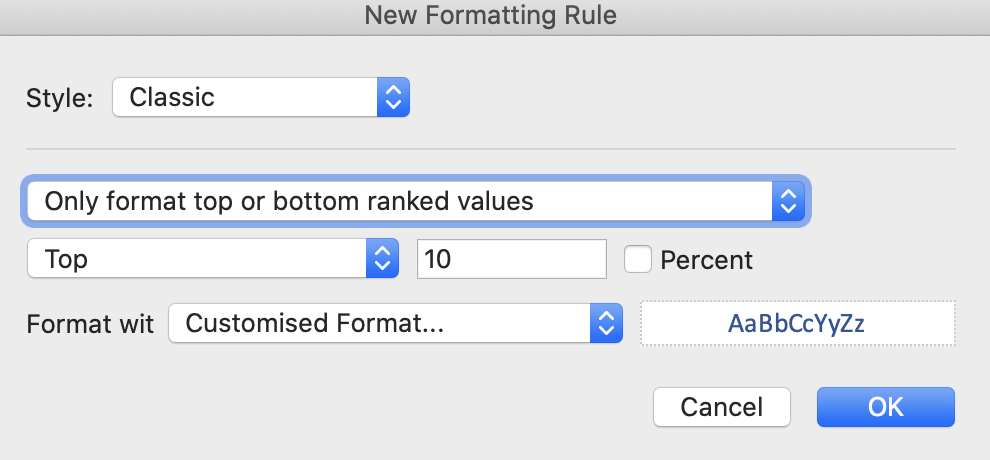 New Formatting Rule
Style: Classic
Only format top or bottom ranked values
Top 10 Percent
Format wit Customised Format... AaBbCcYyZz
Cancel OK